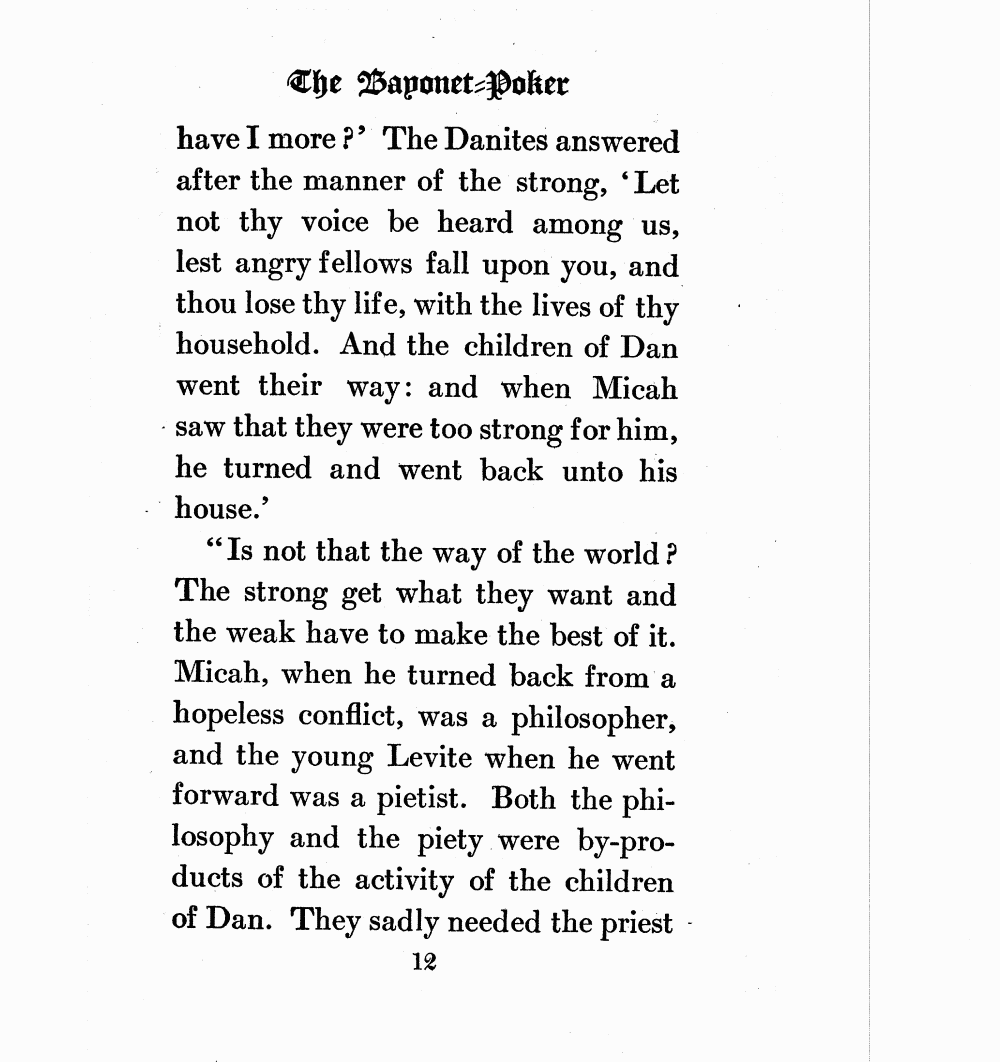 The Bayonet-Poker
have I more?’ The Danites answered
after the manner of the strong, ‘Let
not thy voice be heard among us,
lest angry fellows fall upon you, and
thou lose thy life, with the lives of thy
household. And the children of Dan
went their way: and when Micah
saw that they were too strong for him,
he turned and went back unto his
house.’
“Is not that the way of the world?
The strong get what they want and
the weak have to make the best of it.
Micah, when he turned back from a
hopeless conflict, was a philosopher,
and the young Levite when he went
forward was a pietist. Both the phi-
losophy and the piety were by-pro-
ducts of the activity of the children
of Dan. They sadly needed the priest
12